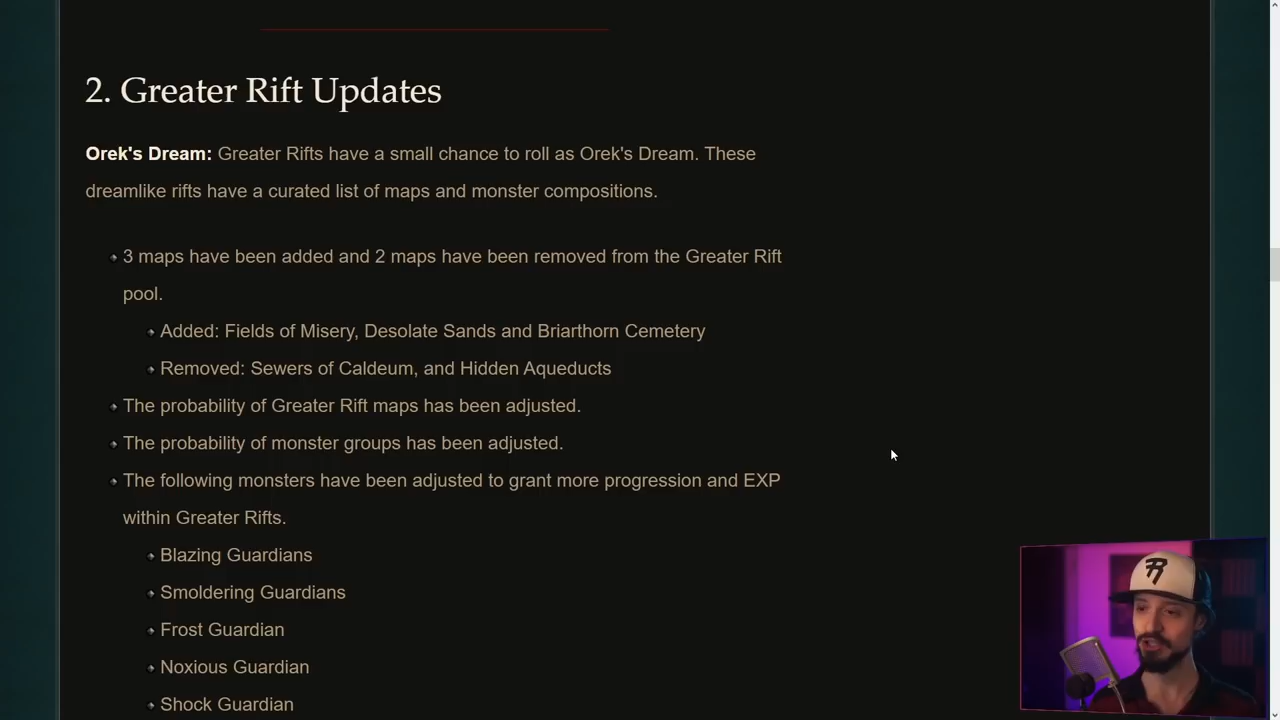 2. Greater Rift Updates
Orek's Dream: Greater Rifts have a small chance to roll as Orek's Dream. These
dreamlike rifts have a curated list of maps and monster compositions.
3 maps have been added and 2 maps have been removed from the Greater Rift
pool.
Added: Fields of Misery, Desolate Sands and Briarthorn Cemetery
Removed: Sewers of Caldeum, and Hidden Aqueducts
The probability of Greater Rift maps has been adjusted.
The probability of monster groups has been adjusted.
The following monsters have been adjusted to grant more progression and EXP
within Greater Rifts.
Blazing Guardians
Smoldering Guardians
Frost Guardian
Noxious Guardian
Shock Guardian